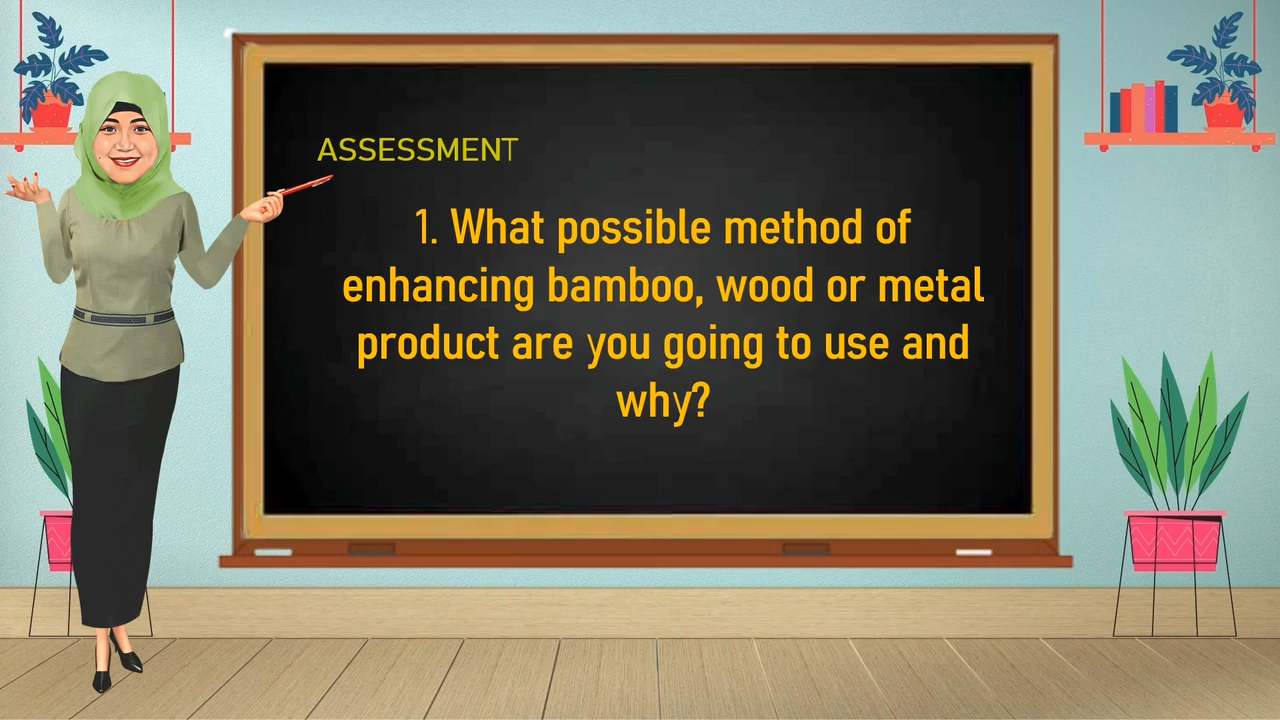 ASSESSMENT
1. What possible method of
enhancing bamboo, wood or metal
product are you going to use and
why?